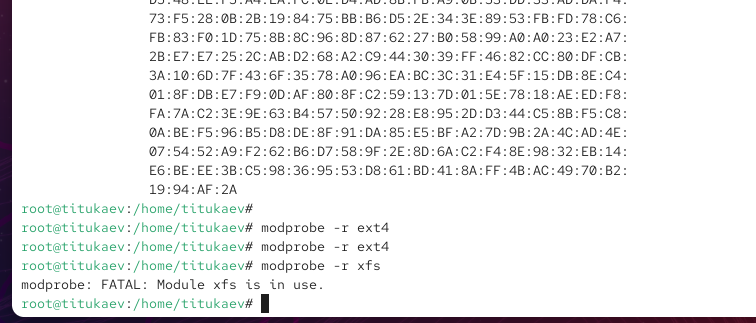 73:F5:28:0B:2B:19:84:75:BB:B6:D5:2E:34:3E:89:53:FB:FD:78:C6:
FB:83:F0:1D:75:8B:8C:96:8D:87:62:27:B0:58:99:A0:A0:23:E2:A7:
2B:E7:E7:25:2C:AB:D2:68:A2:C9:44:30:39:FF:46:82:CC:80:DF:CB:
3A:10:6D:7F:43:6F:35:78:A0:96:EA:BC:3C:31:E4:5F:15:DB:8E:C4:
01:8F:DB:E7:F9:0D:AF:80:8F:C2:59:13:7D:01:5E:78:18:AE:ED:F8:
FA:7A:C2:3E:9E:63:B4:57:50:92:28:E8:95:2D:D3:44:C5:8B:F5:C8:
0A:BE:F5:96:B5:D8:DE:8F:91:DA:85:E5:BF:A2:7D:9B:2A:4C:AD:4E:
07:54:52:A9:F2:62:B6:D7:58:9F:2E:8D:6A:C2:F4:8E:98:32:EB:14:
E6:BE:EE:3B:C5:98:36:95:53:D8:61:BD:41:8A:FF:4B:AC:49:70:B2:
19:94:AF:2A
root@titukaev:/home/titukaev#
root@titukaev:/home/titukaev# modprobe -r ext4
root@titukaev:/home/titukaev# modprobe -r ext4
root@titukaev:/home/titukaev# modprobe -r xfs
modprobe: FATAL: Module xfs is in use.
root@titukaev:/home/titukaev#